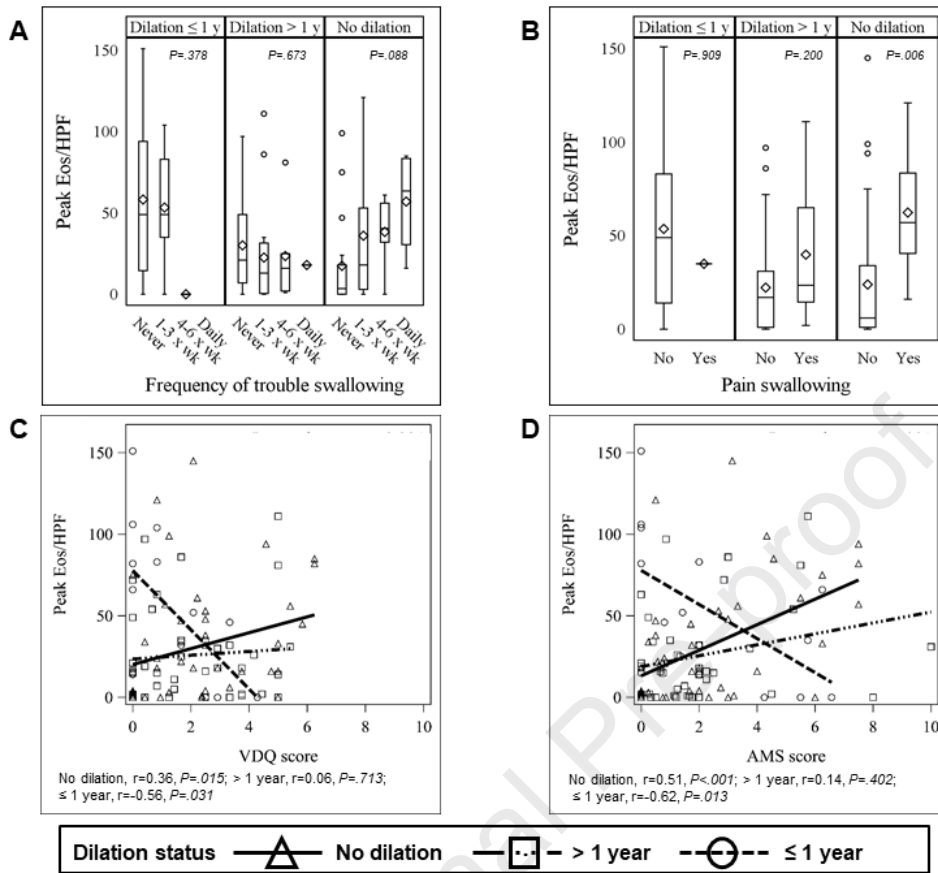 A
Dilation ≤ 1 y Dilation > 1 y No dilation
P=.378 P=.673 P=.088
150
100
50
0
Peak Eos/HPF
Never 1-3 x wk 4-6 x wk Daily Never 1-3 x wk 4-6 x wk Daily Never 1-3 x wk 4-6 x wk Daily
Frequency of trouble swallowing
B
Dilation ≤ 1 y Dilation > 1 y No dilation
P=.909 P=.200 P=.006
150
100
50
0
Peak Eos/HPF
No Yes No Yes No Yes
Pain swallowing
C
150
100
50
0
Peak Eos/HPF
0 2 4 6 8 10
VDQ score
No dilation, r=0.36, P=.015; > 1 year, r=0.06, P=.713;
≤ 1 year, r=-0.56, P=.031
D
150
100
50
0
Peak Eos/HPF
0 2 4 6 8 10
AMS score
No dilation, r=0.51, P<.001; > 1 year, r=0.14, P=.402;
≤ 1 year, r=-0.62, P=.013
Dilation status No dilation > 1 year ≤ 1 year